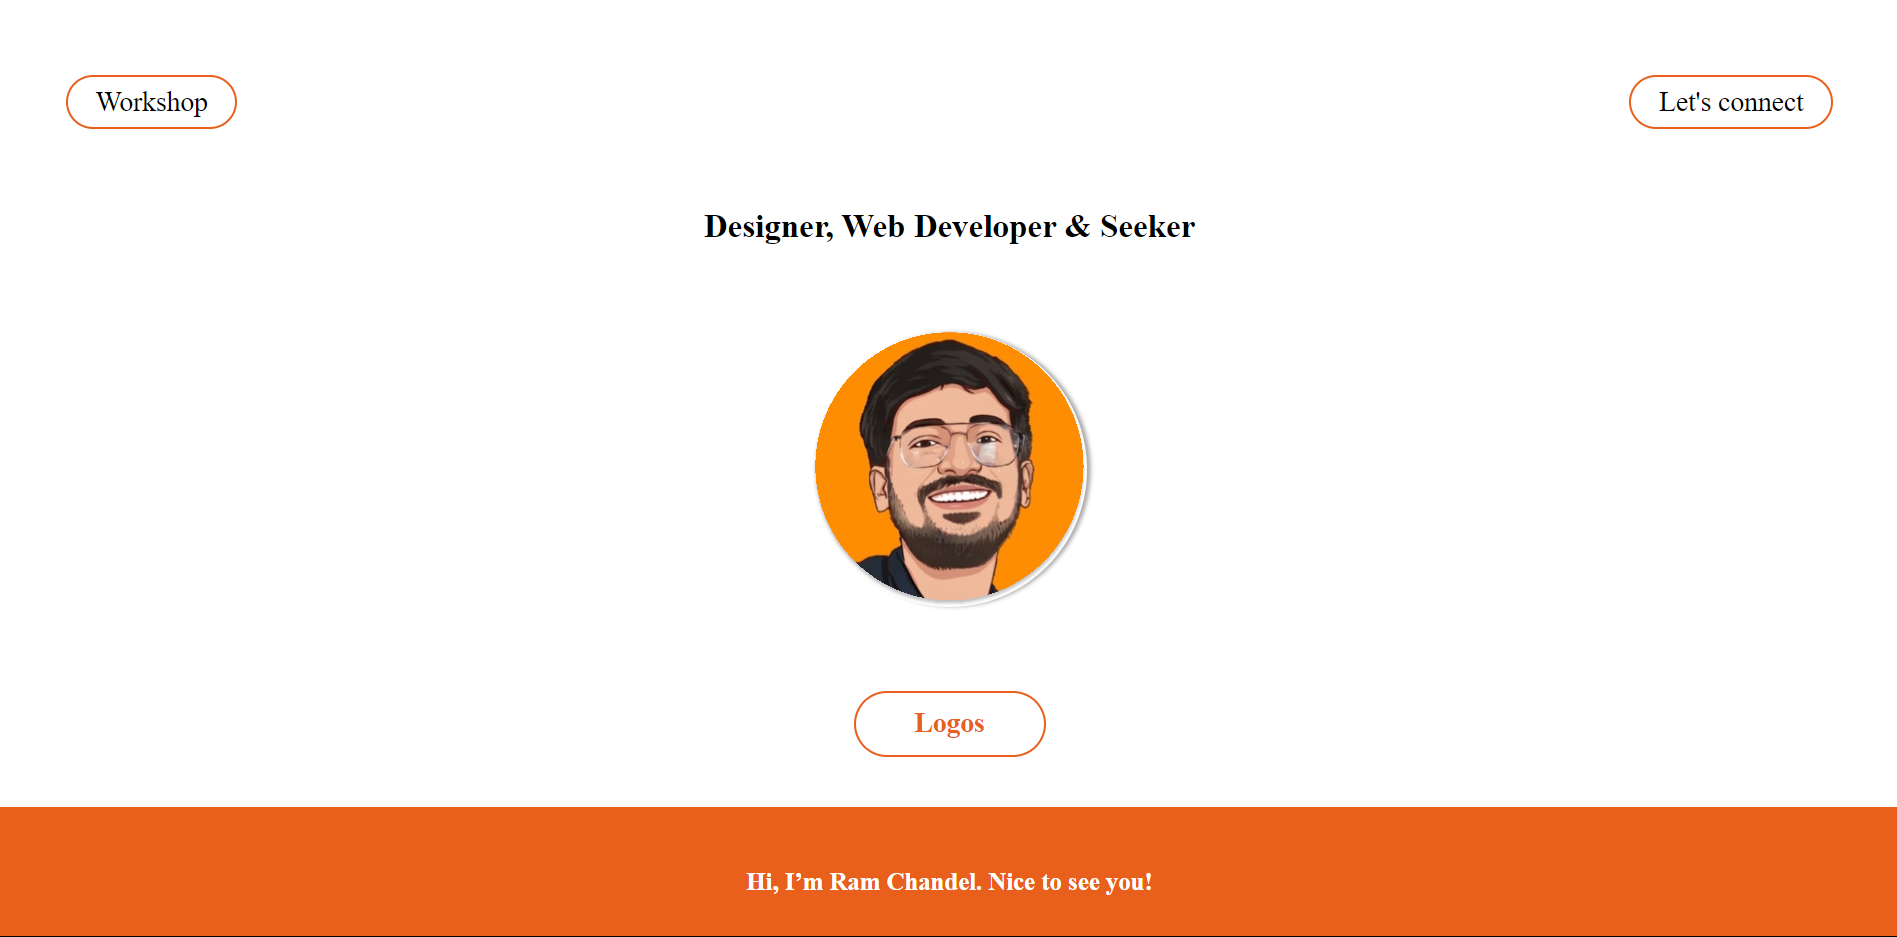 Workshop
Let's connect
Designer, Web Developer & Seeker
Logos
Hi, I’m Ram Chandel. Nice to see you!